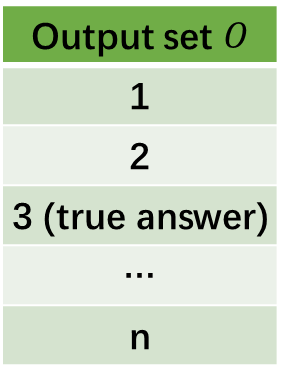 Output set O
1
2
3 (true answer)
...
n